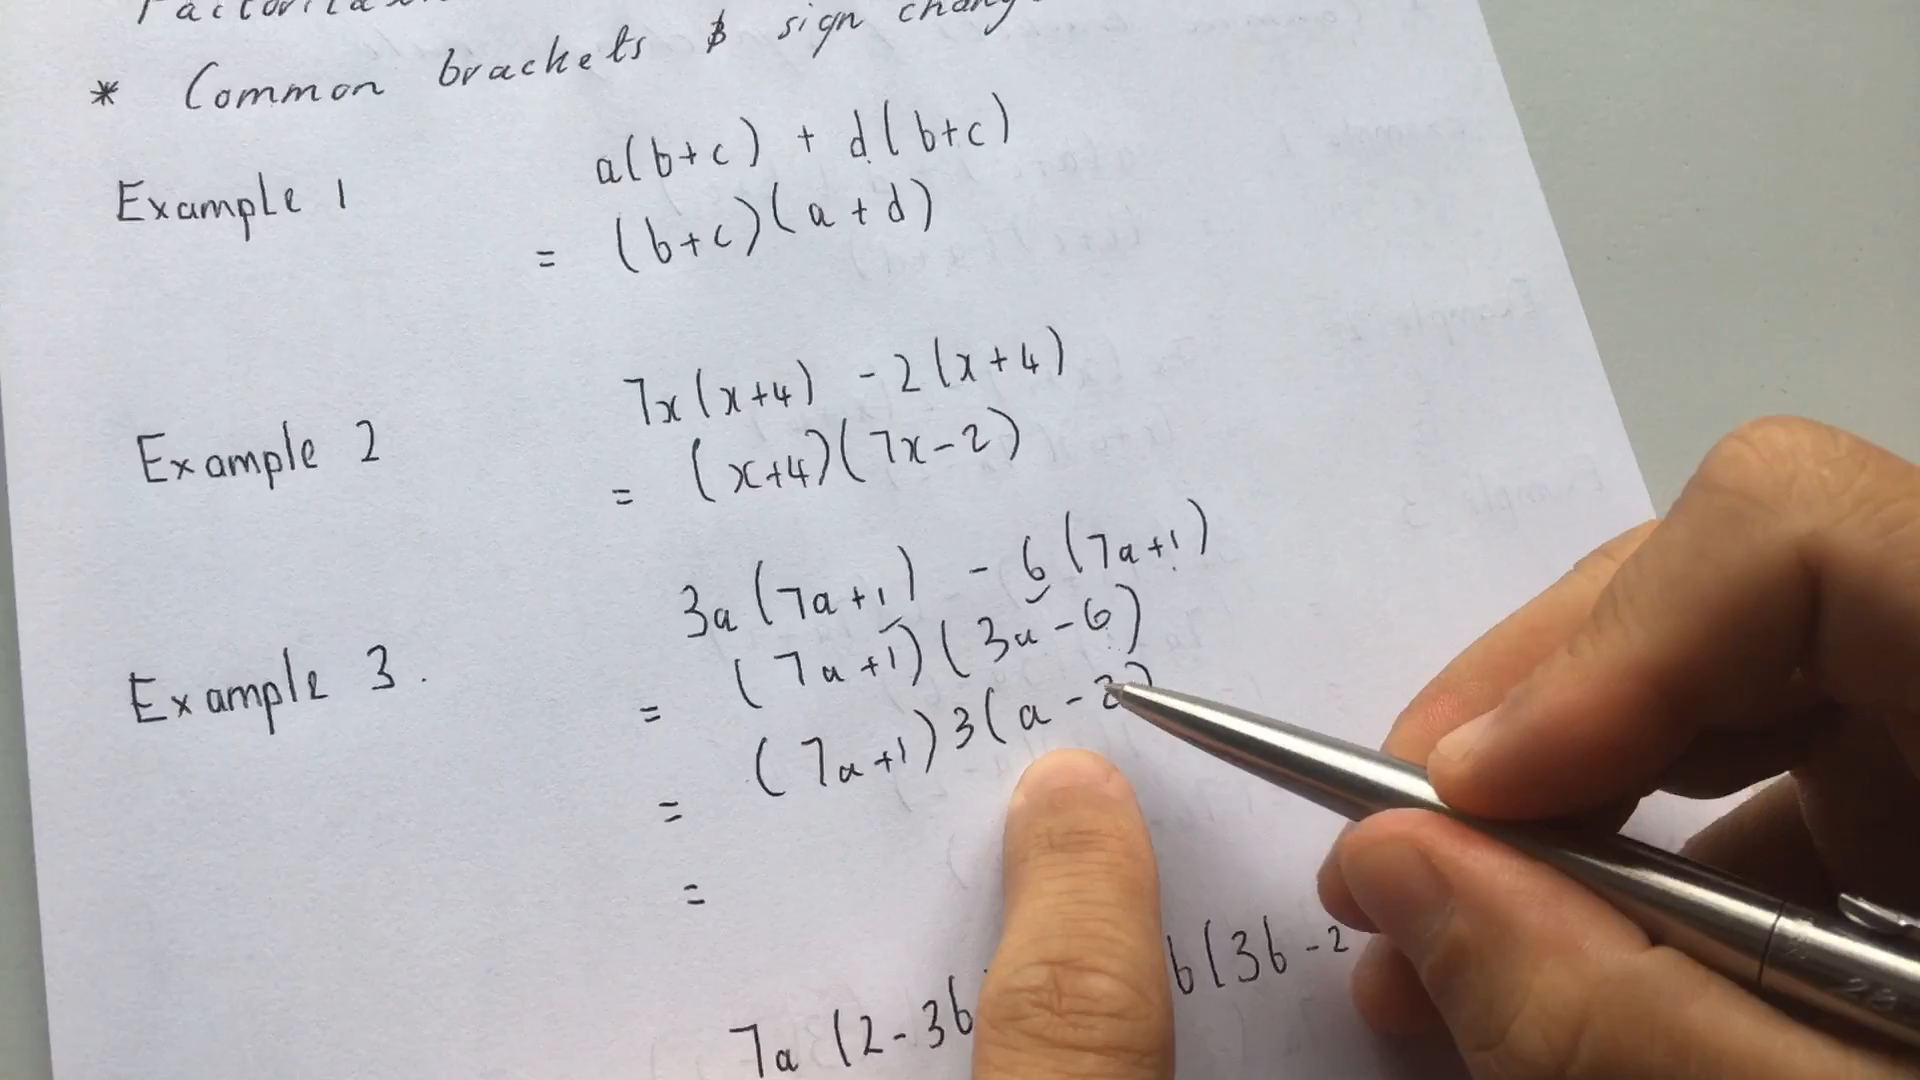 * Common brackets & sign
Example 1
a(b+c) + d(b+c)
= (b+c)(a+d)
Example 2
7x(x+4) -2(x+4)
= (x+4)(7x-2)
Example 3.
3a(7a+1) - 6(7a+1)
= (7a+1)(3a-6)
= (7a+1)3(a-2)
=
7a(2-3b b(3b-2